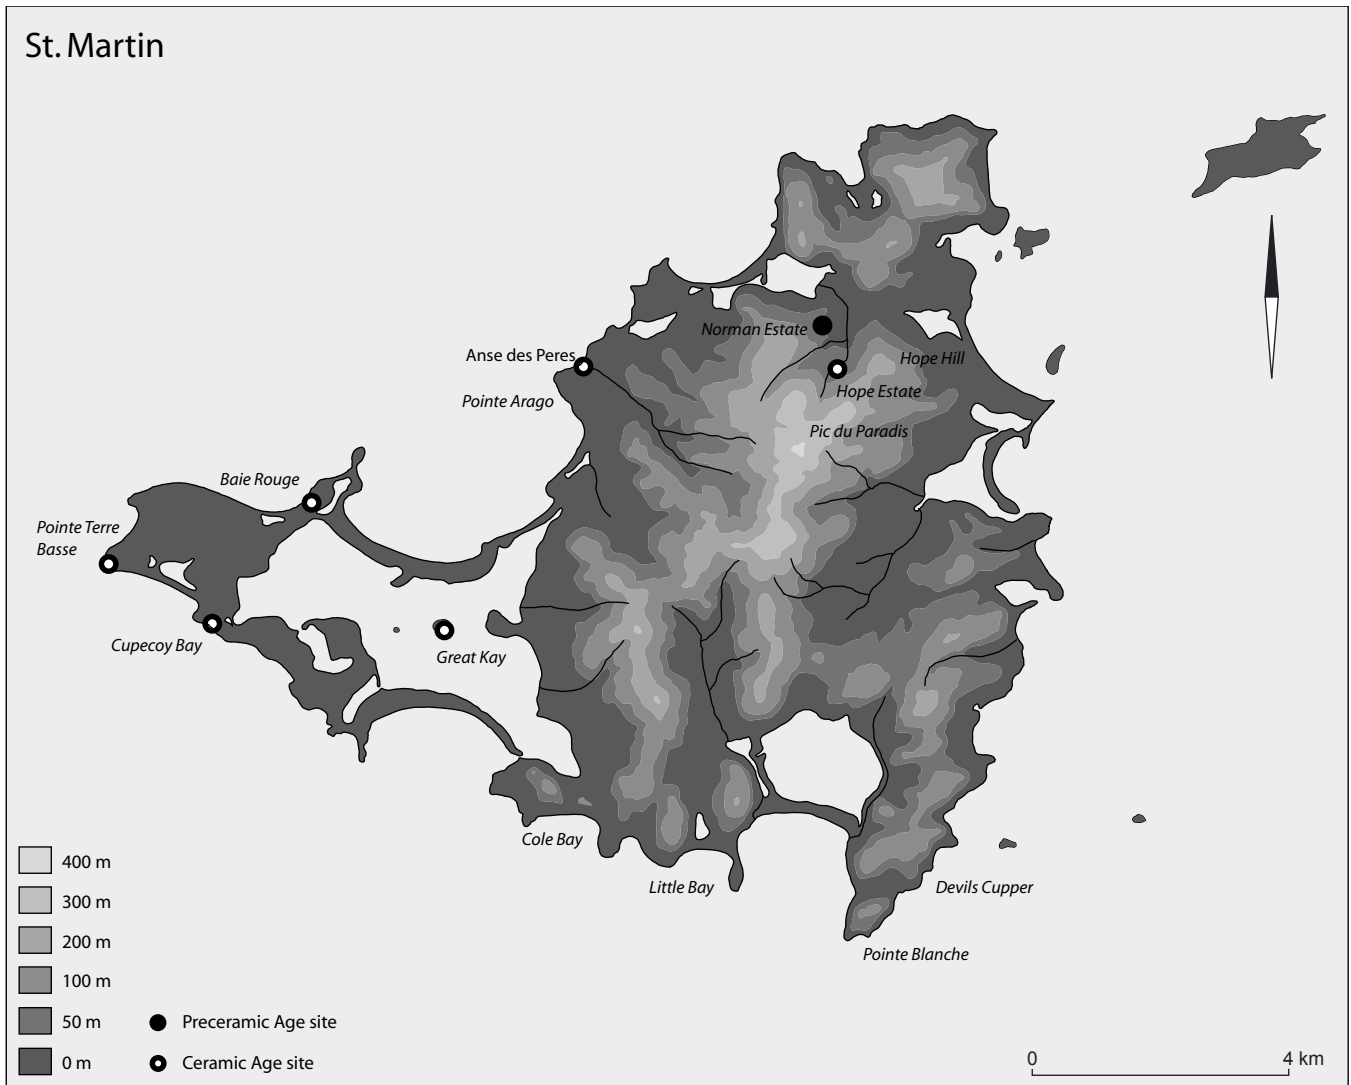 St. Martin
Norman Estate
Anse des Peres
Hope Hill
Hope Estate
Pointe Arago
Pic du Paradis
Baie Rouge
Pointe Terre
Basse
Cupecoy Bay
Great Kay
Cole Bay
Little Bay
Devils Cupper
Pointe Blanche
400 m
300 m
200 m
100 m
50 m
0 m
Preceramic Age site
Ceramic Age site
0
4 km